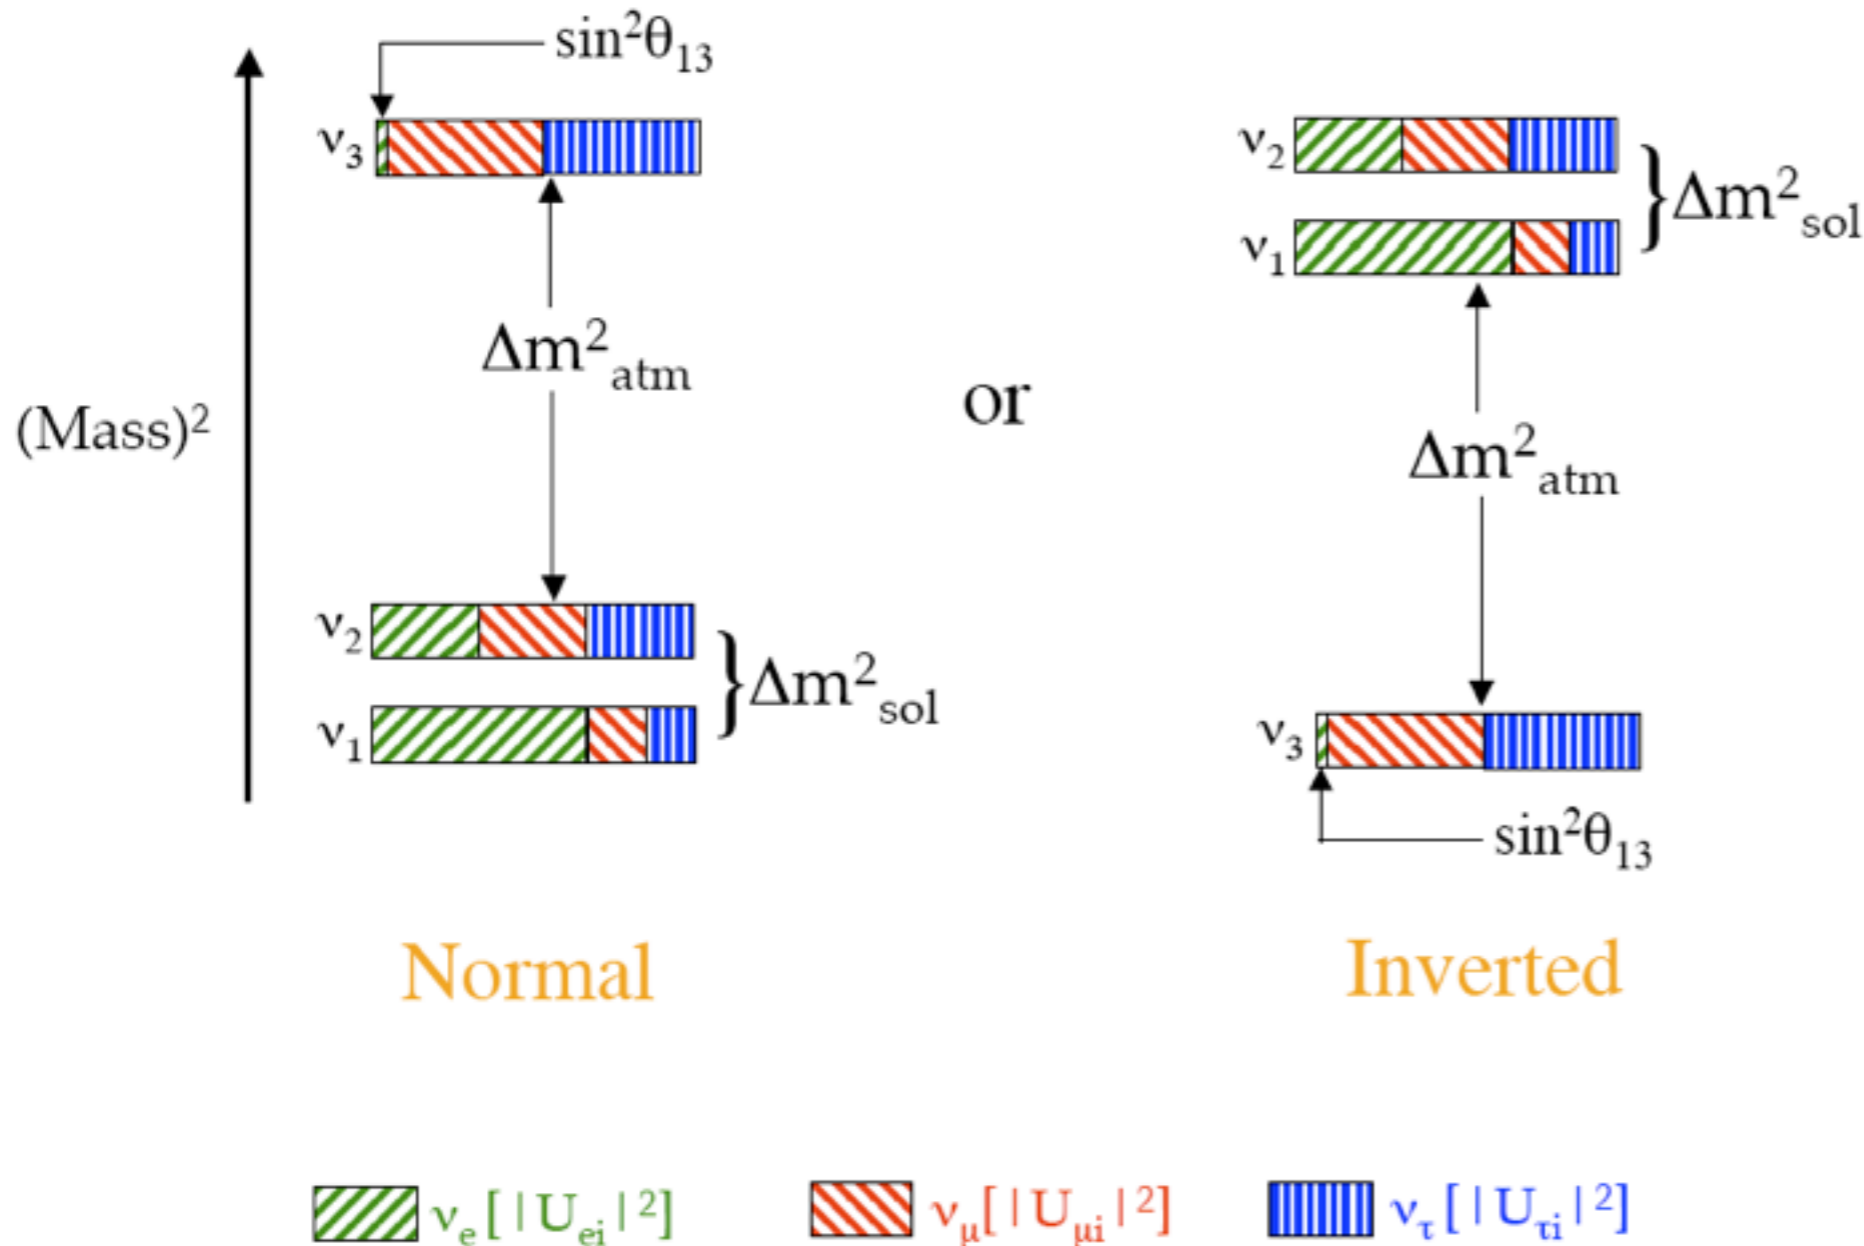 sin²θ₁₃
ν₃
Δm²atm
ν₂
ν₁
Δm²sol
(Mass)²
or
ν₂
ν₁
Δm²sol
Δm²atm
ν₃
sin²θ₁₃
Normal
Inverted
νe [ | Uei | ²]
νμ [ | Uμi | ²]
ντ [ | Uτi | ²]